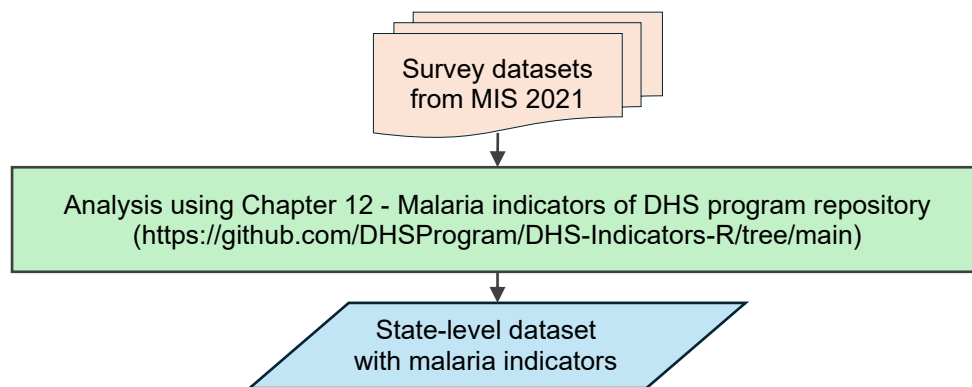 Survey datasets
from MIS 2021
Analysis using Chapter 12 - Malaria indicators of DHS program repository
(https://github.com/DHSProgram/DHS-Indicators-R/tree/main)
State-level dataset
with malaria indicators